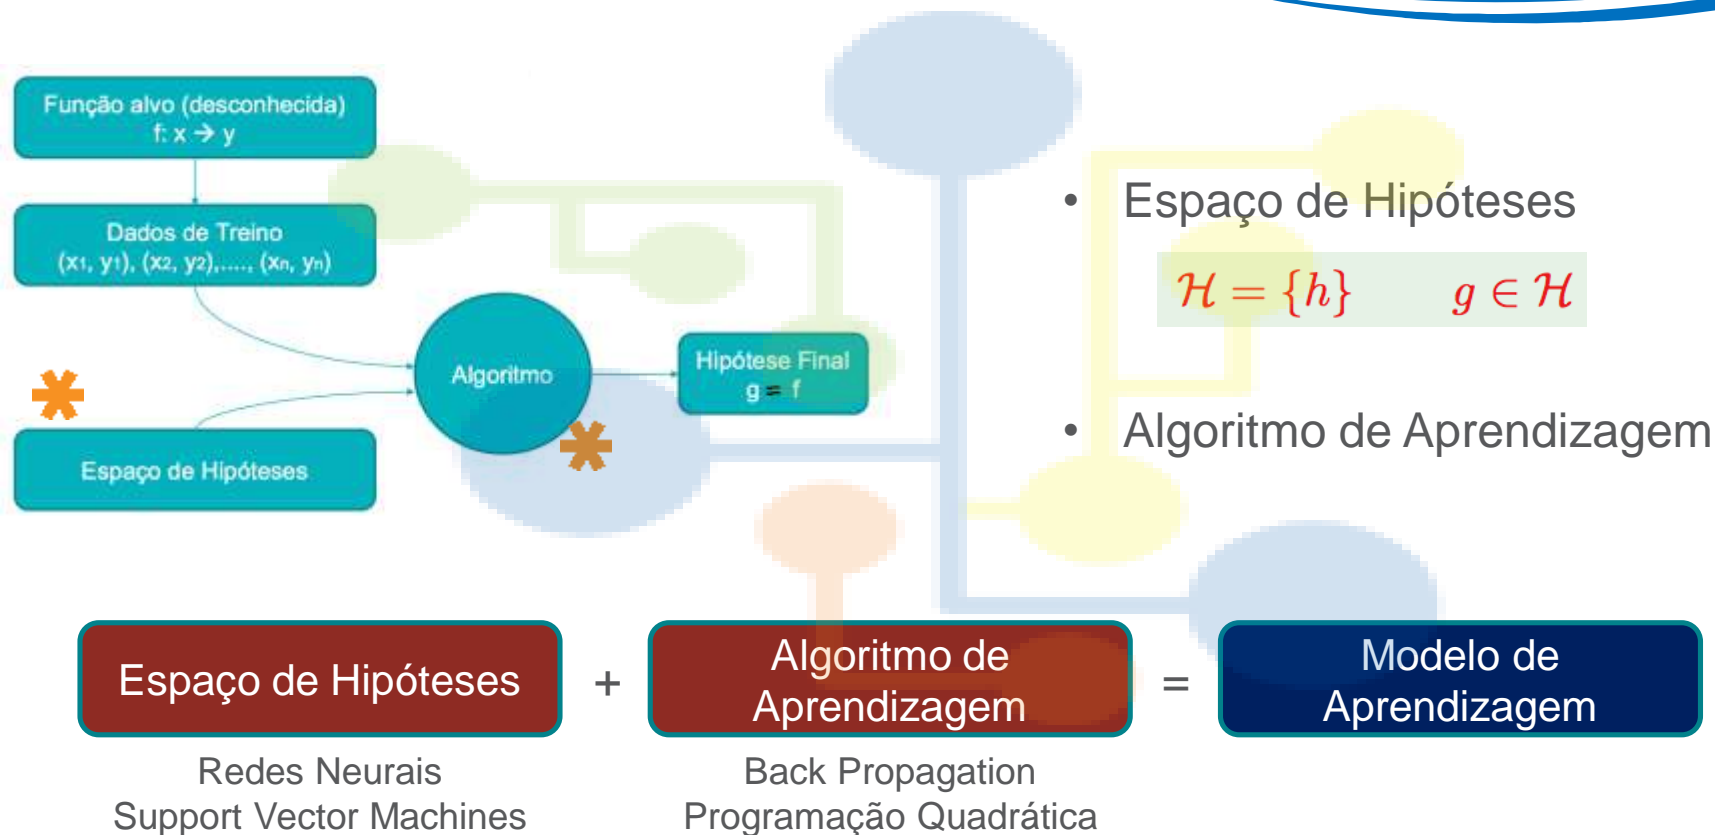 Função alvo (desconhecida)
f: x → y
Dados de Treino
(x1, y1), (x2, y2),...., (xn, yn)
Algoritmo
Hipótese Final
g = f
Espaço de Hipóteses
• Espaço de Hipóteses
ℋ = {h} g ∈ ℋ
• Algoritmo de Aprendizagem
Espaço de Hipóteses + Algoritmo de Aprendizagem = Modelo de Aprendizagem
Redes Neurais
Support Vector Machines
Back Propagation
Programação Quadrática